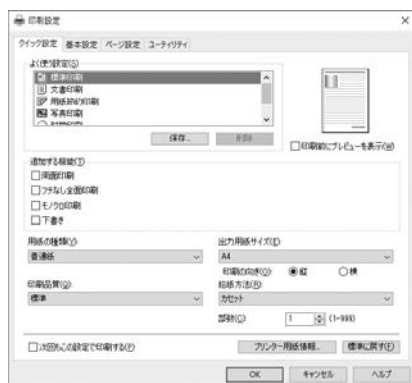 印刷設定
クイック設定 基本設定 ページ設定 ユーティリティ
よく使う設定(S)
標準印刷
文書印刷
用紙節約印刷
写真印刷
保存... 削除
印刷前にプレビューを表示(W)
追加する機能(T)
両面印刷
フチなし全面印刷
モノクロ印刷
下書き
用紙の種類(Y):
普通紙
出力用紙サイズ(Z):
A4
印刷の向き(O): 縦 横
印刷品質(Q):
標準
給紙方法(R):
カセット
部数(C): 1 (1-999)
次回もこの設定で印刷する(P)
プリンター用紙情報... 標準に戻す(F)
OK キャンセル ヘルプ